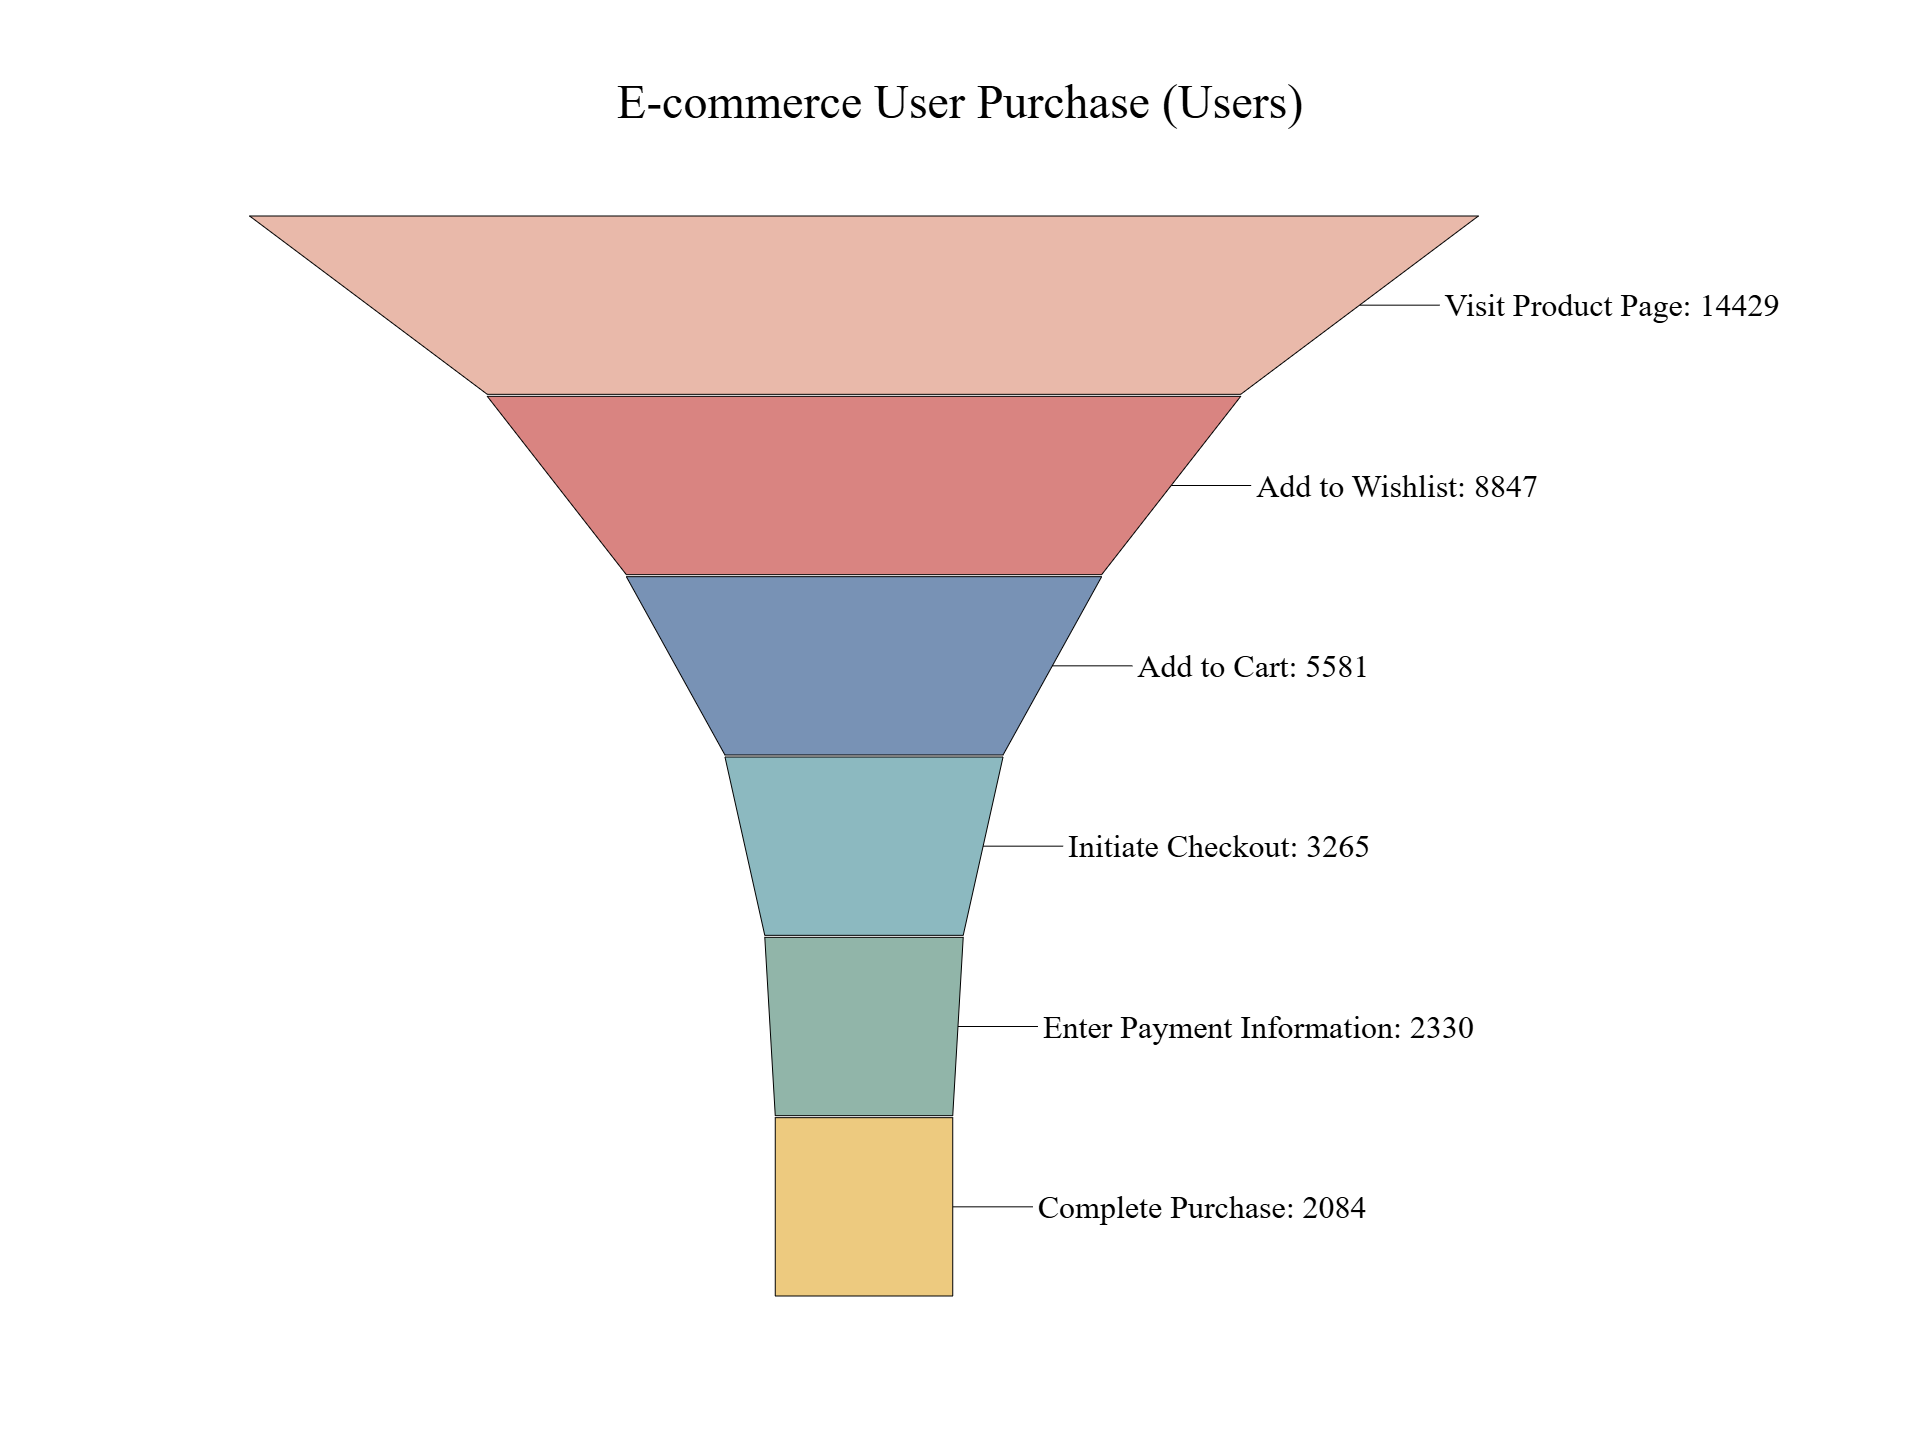 E-commerce User Purchase (Users)
Visit Product Page: 14429
Add to Wishlist: 8847
Add to Cart: 5581
Initiate Checkout: 3265
Enter Payment Information: 2330
Complete Purchase: 2084